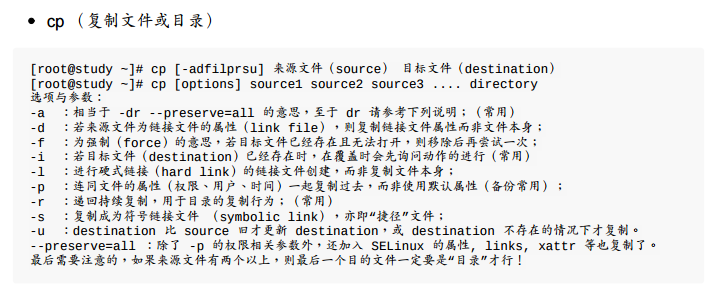 • cp （复制文件或目录）
[root@study ~]# cp [-adfilprsu] 来源文件（source） 目标文件（destination）
[root@study ~]# cp [options] source1 source2 source3 .... directory
选项与参数：
-a ：相当于 -dr --preserve=all 的意思，至于 dr 请参考下列说明；（常用）
-d ：若来源文件为链接文件的属性（link file），则复制链接文件属性而非文件本身；
-f ：为强制（force）的意思，若目标文件已经存在且无法打开，则移除后再尝试一次；
-i ：若目标文件（destination）已经存在时，在覆盖时会先询问动作的进行（常用）
-l ：进行硬式链接（hard link）的链接文件创建，而非复制文件本身；
-p ：连同文件的属性（权限、用户、时间）一起复制过去，而非使用默认属性（备份常用）；
-r ：递回持续复制，用于目录的复制行为；（常用）
-s ：复制成为符号链接文件 （symbolic link），亦即“捷径”文件；
-u ：destination 比 source 旧才更新 destination，或 destination 不存在的情况下才复制。
--preserve=all ：除了 -p 的权限相关参数外，还加入 SELinux 的属性, links, xattr 等也复制了。
最后需要注意的，如果来源文件有两个以上，则最后一个目的文件一定要是“目录”才行！